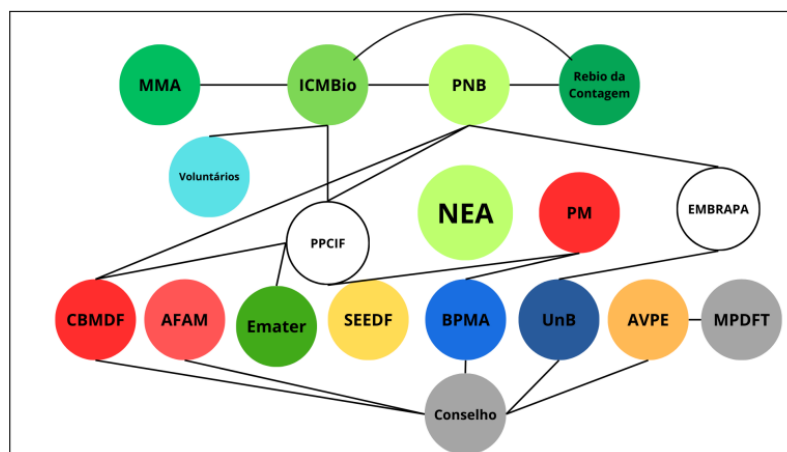 MMA
ICMBio
PNB
Rebio da
Contagem
Voluntários
NEA
PM
EMBRAPA
PPCIF
CBMDF
AFAM
Emater
SEEDF
BPMA
UnB
AVPE
MPDFT
Conselho